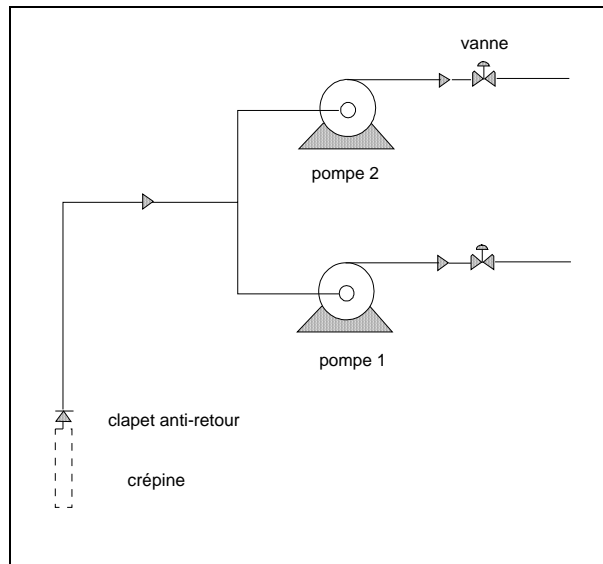 vanne
pompe 2
pompe 1
clapet anti-retour
crépine